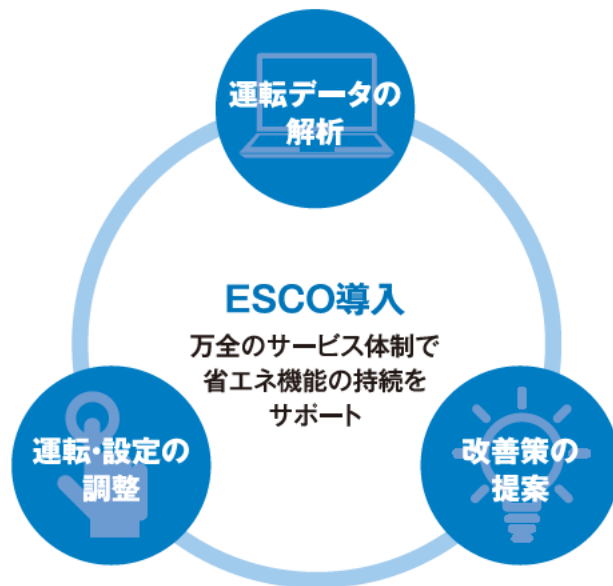 運転データの
解析
ESCO導入
万全のサービス体制で
省エネ機能の持続を
サポート
運転・設定の
調整
改善策の
提案